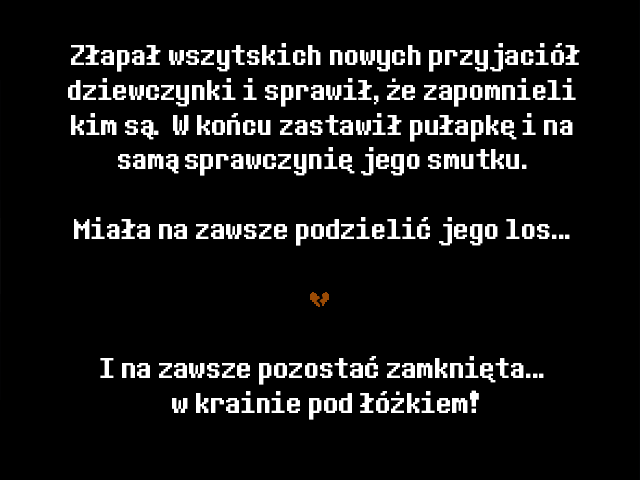 Złapał wszytskich nowych przyjaciół
dziewczynki i sprawił, że zapomnieli
kim są. W końcu zastawił pułapkę i na
samą sprawczynię jego smutku.
Miała na zawsze podzielić jego los...
I na zawsze pozostać zamknięta...
w krainie pod łóżkiem!